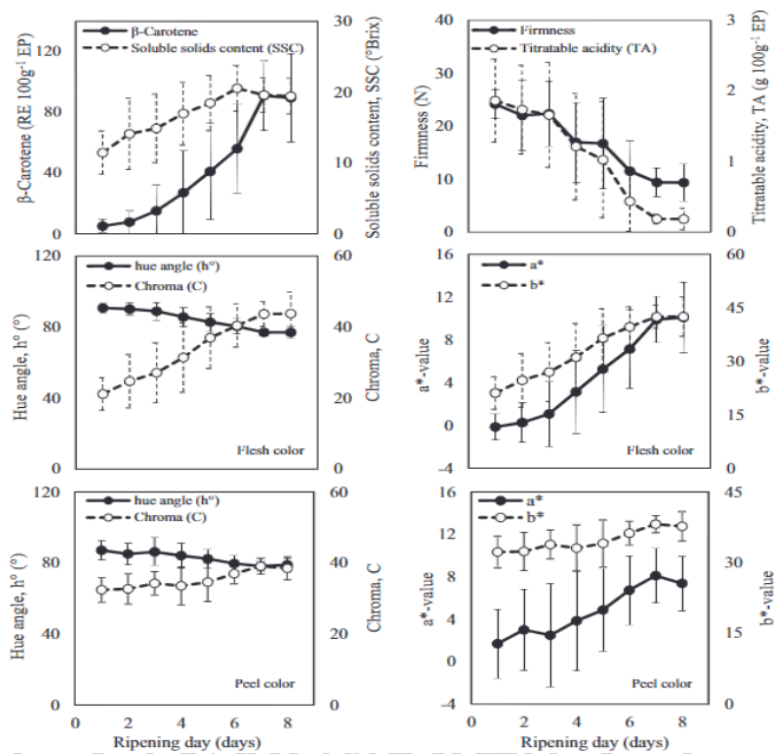 β-Carotene
Soluble solids content (SSC)
β-Carotene (RE 100g⁻¹ EP)
120
80
40
0
Soluble solids content, SSC (°Brix)
30
20
10
0
Firmness
Titratable acidity (TA)
Firmness (N)
40
30
20
10
0
Titratable acidity, TA (g 100g⁻¹ EP)
3
2
1
0
hue angle (h°)
Chroma (C)
Hue angle, h° (°)
120
80
40
0
Chroma, C
60
40
20
0
Flesh color
a*
b*
a*-value
16
12
8
4
0
-4
b*-value
60
45
30
15
0
Flesh color
hue angle (h°)
Chroma (C)
Hue angle, h° (°)
120
80
40
0
Chroma, C
60
40
20
0
Peel color
0 2 4 6 8
Ripening day (days)
a*
b*
a*-value
16
12
8
4
0
-4
b*-value
45
30
15
0
Peel color
0 2 4 6 8
Ripening day (days)